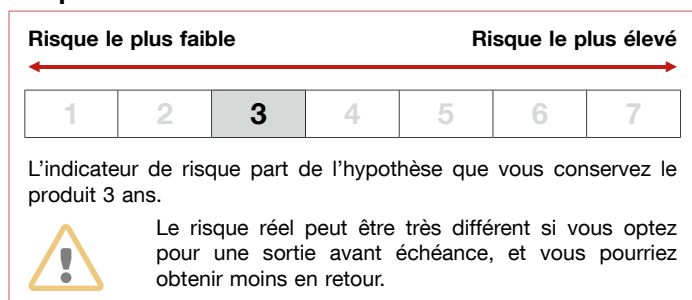 Risque le plus faible Risque le plus élevé
1 2 3 4 5 6 7
L’indicateur de risque part de l’hypothèse que vous conservez le
produit 3 ans.
Le risque réel peut être très différent si vous optez
pour une sortie avant échéance, et vous pourriez
obtenir moins en retour.